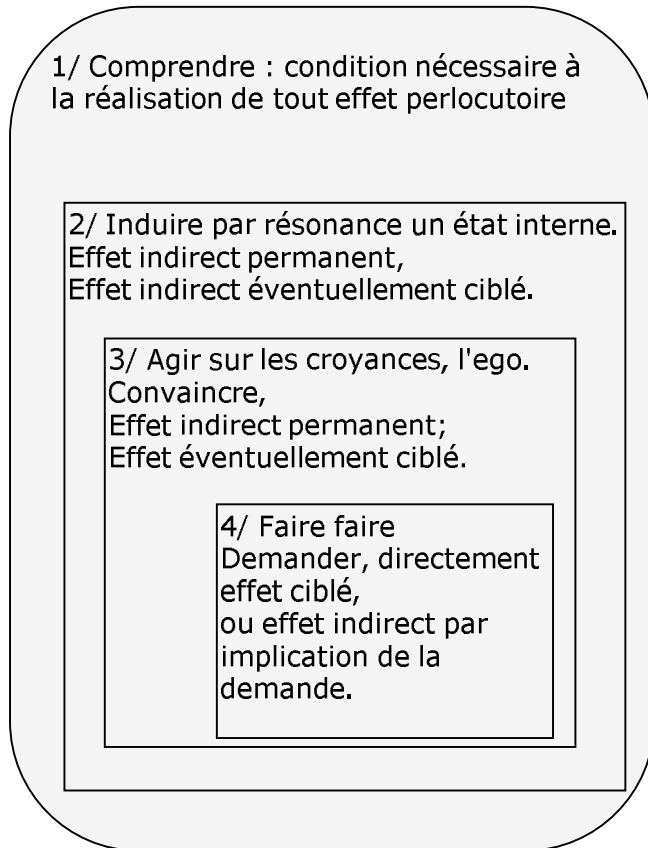 1/ Comprendre : condition nécessaire à
la réalisation de tout effet perlocutoire
2/ Induire par résonance un état interne.
Effet indirect permanent,
Effet indirect éventuellement ciblé.
3/ Agir sur les croyances, l'ego.
Convaincre,
Effet indirect permanent;
Effet éventuellement ciblé.
4/ Faire faire
Demander, directement
effet ciblé,
ou effet indirect par
implication de la
demande.